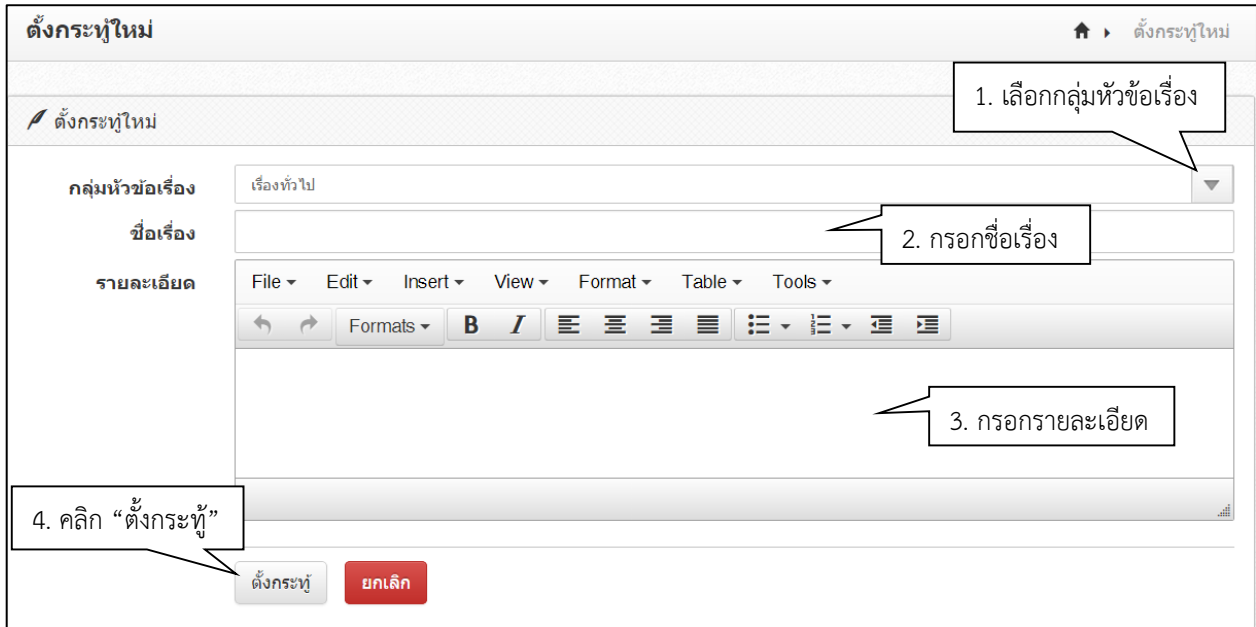 ตั้งกระทู้ใหม่
ตั้งกระทู้ใหม่
1. เลือกกลุ่มหัวข้อเรื่อง
ตั้งกระทู้ใหม่
กลุ่มหัวข้อเรื่อง
เรื่องทั่วไป
ชื่อเรื่อง
2. กรอกชื่อเรื่อง
รายละเอียด
File Edit Insert View Format Table Tools
Formats B I
3. กรอกรายละเอียด
4. คลิก “ตั้งกระทู้”
ตั้งกระทู้
ยกเลิก